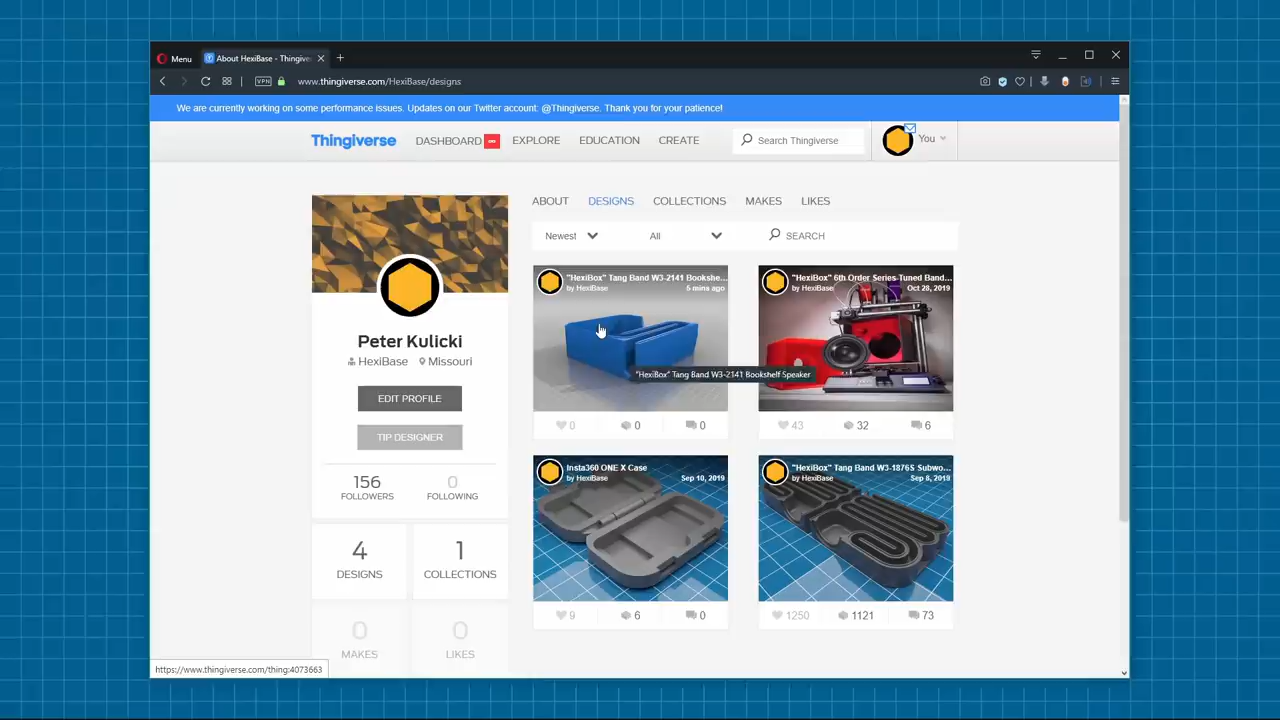 Menu
About HexiBase - Thingive
www.thingiverse.com/HexiBase/designs
VPN
We are currently working on some performance issues. Updates on our Twitter account: @Thingiverse. Thank you for your patience!
Thingiverse
DASHBOARD
EXPLORE
EDUCATION
CREATE
Search Thingiverse
You
ABOUT
DESIGNS
COLLECTIONS
MAKES
LIKES
Newest
All
SEARCH
Peter Kulicki
HexiBase
Missouri
EDIT PROFILE
TIP DESIGNER
156
FOLLOWERS
0
FOLLOWING
4
DESIGNS
1
COLLECTIONS
0
MAKES
0
LIKES
"HexiBox" Tang Band W3-2141 Bookshe...
by HexiBase
5 mins ago
"HexiBox" Tang Band W3-2141 Bookshelf Speaker
0
0
0
"HexiBox" 6th Order Series Tuned Band...
by HexiBase
Oct 28, 2019
43
32
6
Insta360 ONE X Case
by HexiBase
Sep 10, 2019
9
6
0
"HexiBox" Tang Band W3-1876S Subwo...
by HexiBase
Sep 8, 2018
1250
1121
73
https://www.thingiverse.com/thing:4073663